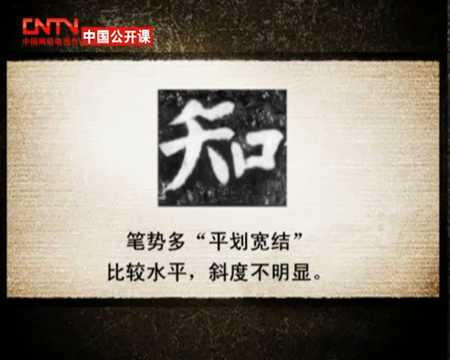 CNTV
中国网络电视台
中国公开课
知
笔势多“平划宽结”
比较水平，斜度不明显。